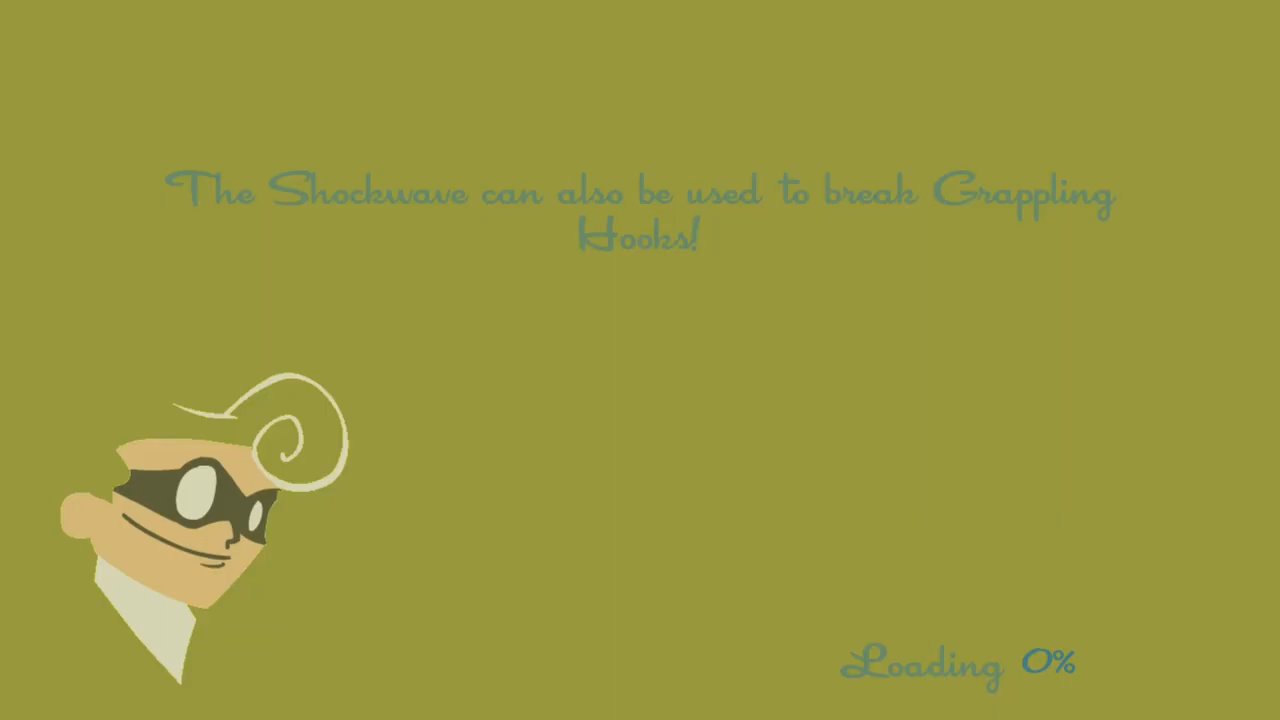 The Shockwave can also be used to break Grappling
Hooks!
Loading 0%